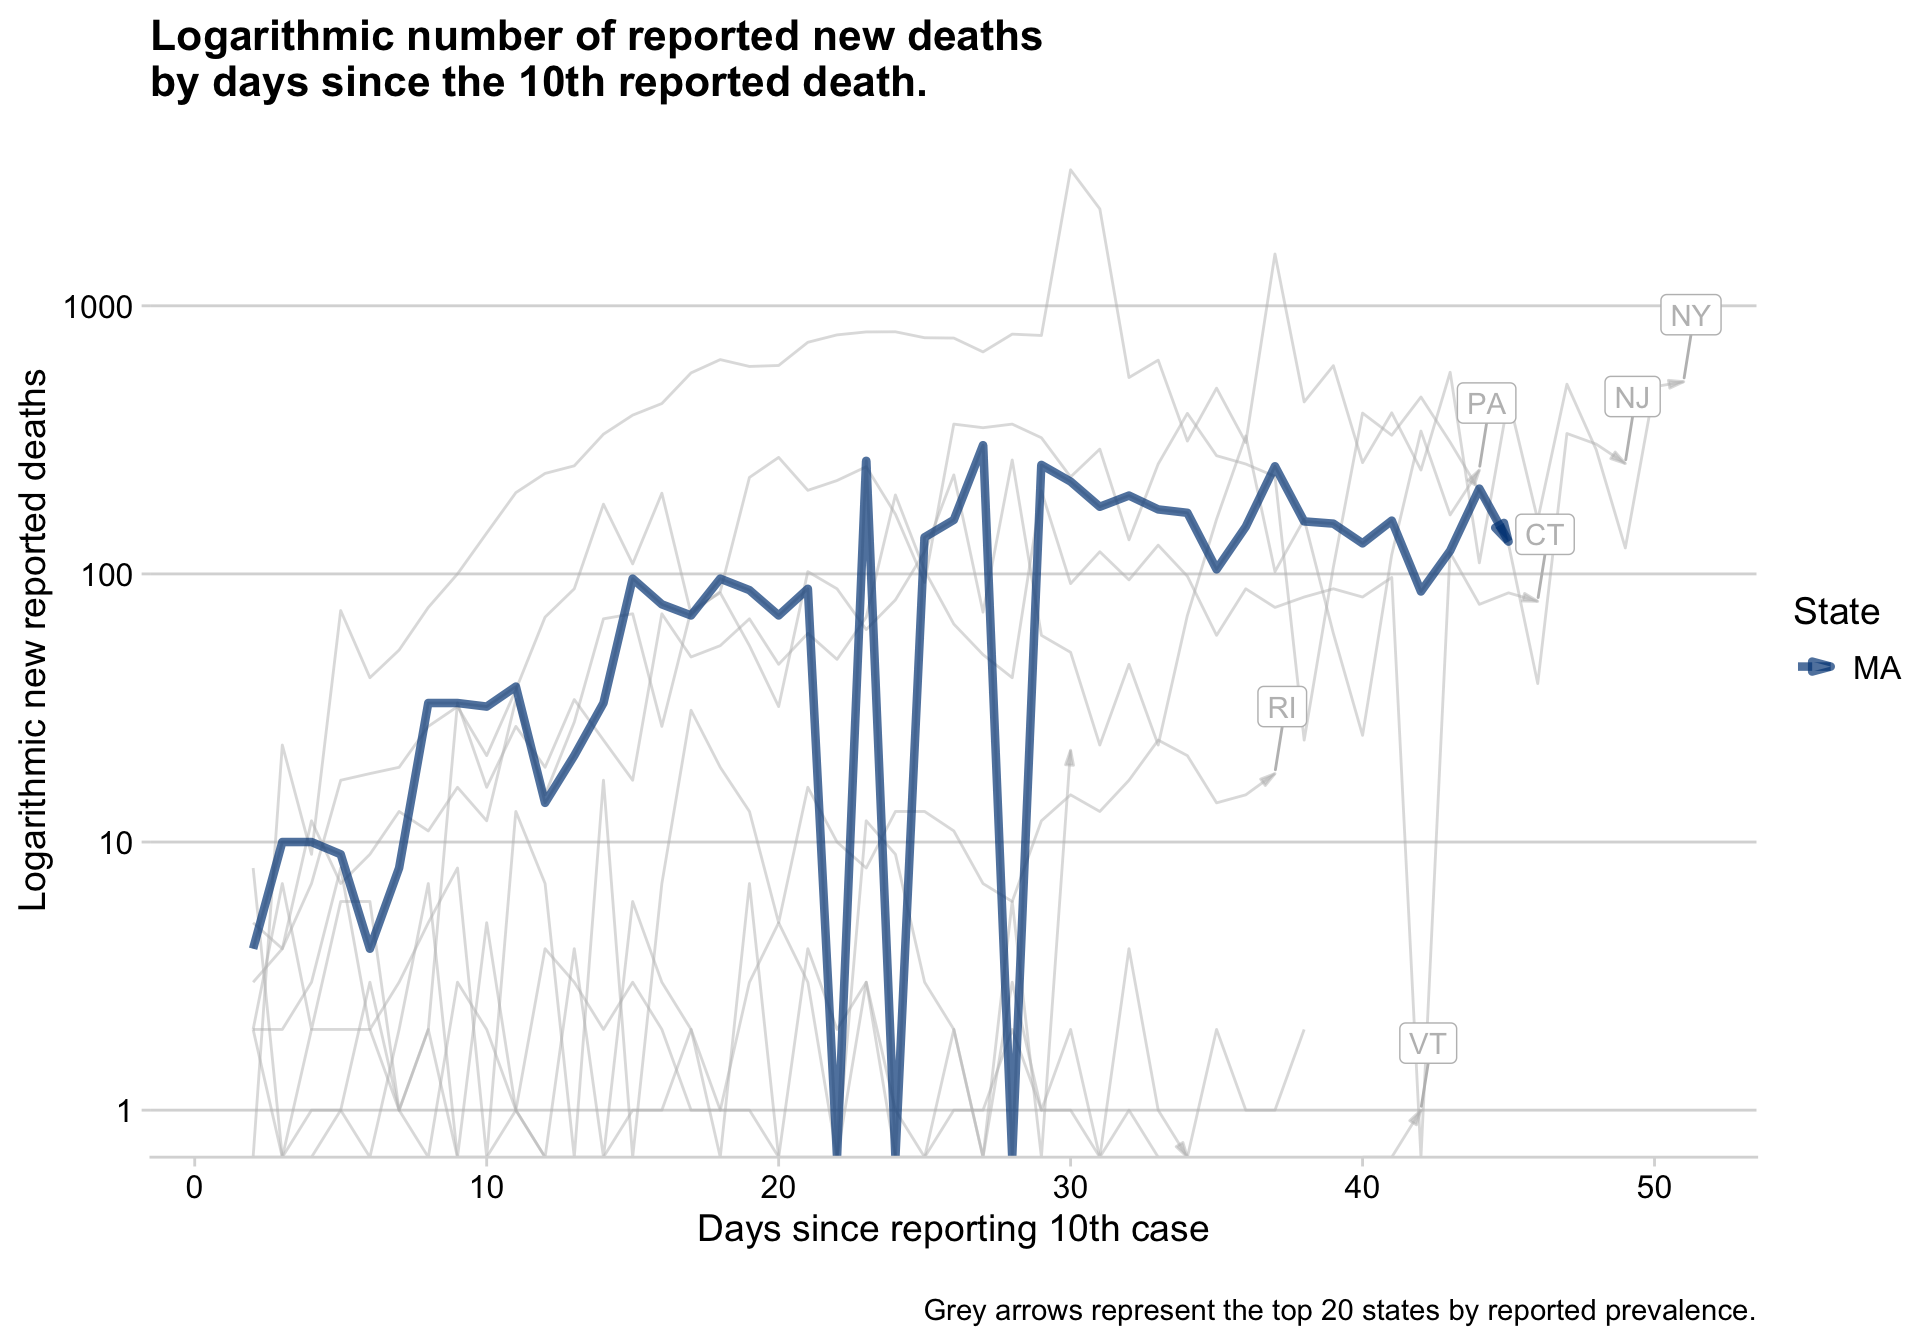 Logarithmic number of reported new deaths
by days since the 10th reported death.
Logarithmic new reported deaths
1000
100
10
1
NY
NJ
PA
CT
RI
VT
State
MA
0 10 20 30 40 50
Days since reporting 10th case
Grey arrows represent the top 20 states by reported prevalence.